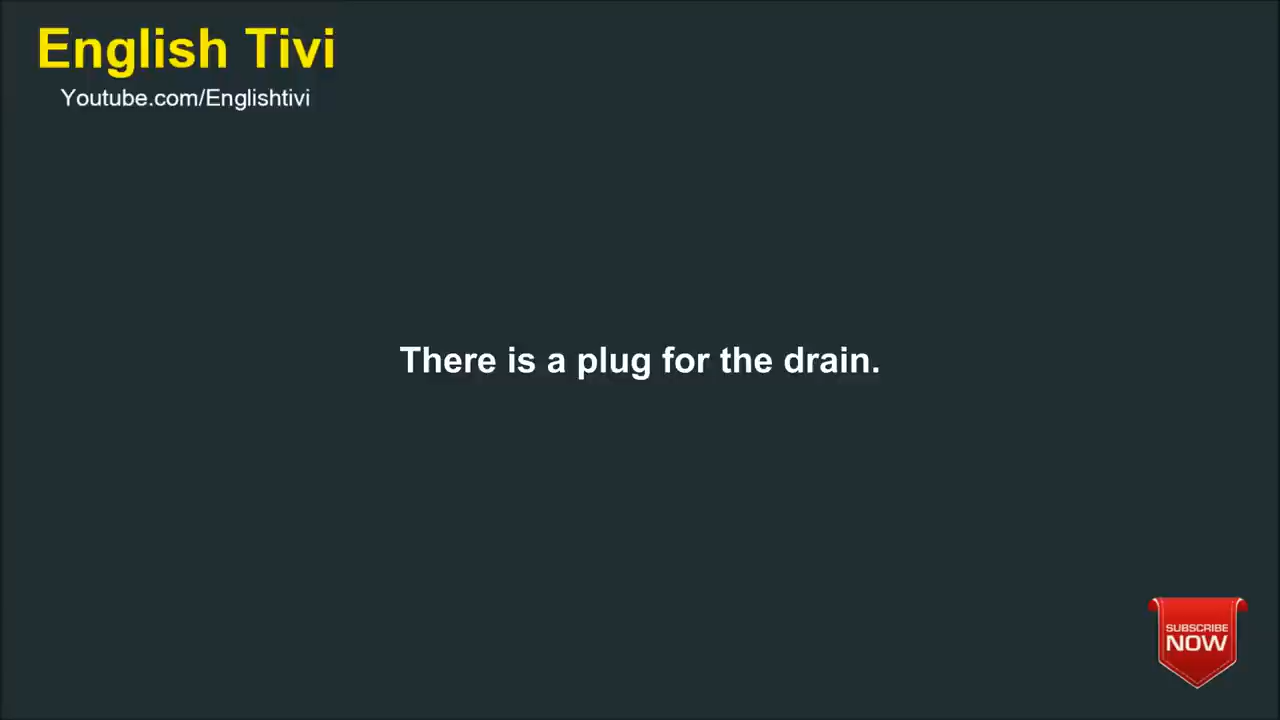 English Tivi
Youtube.com/Englishtivi
There is a plug for the drain.
SUBSCRIBE
NOW